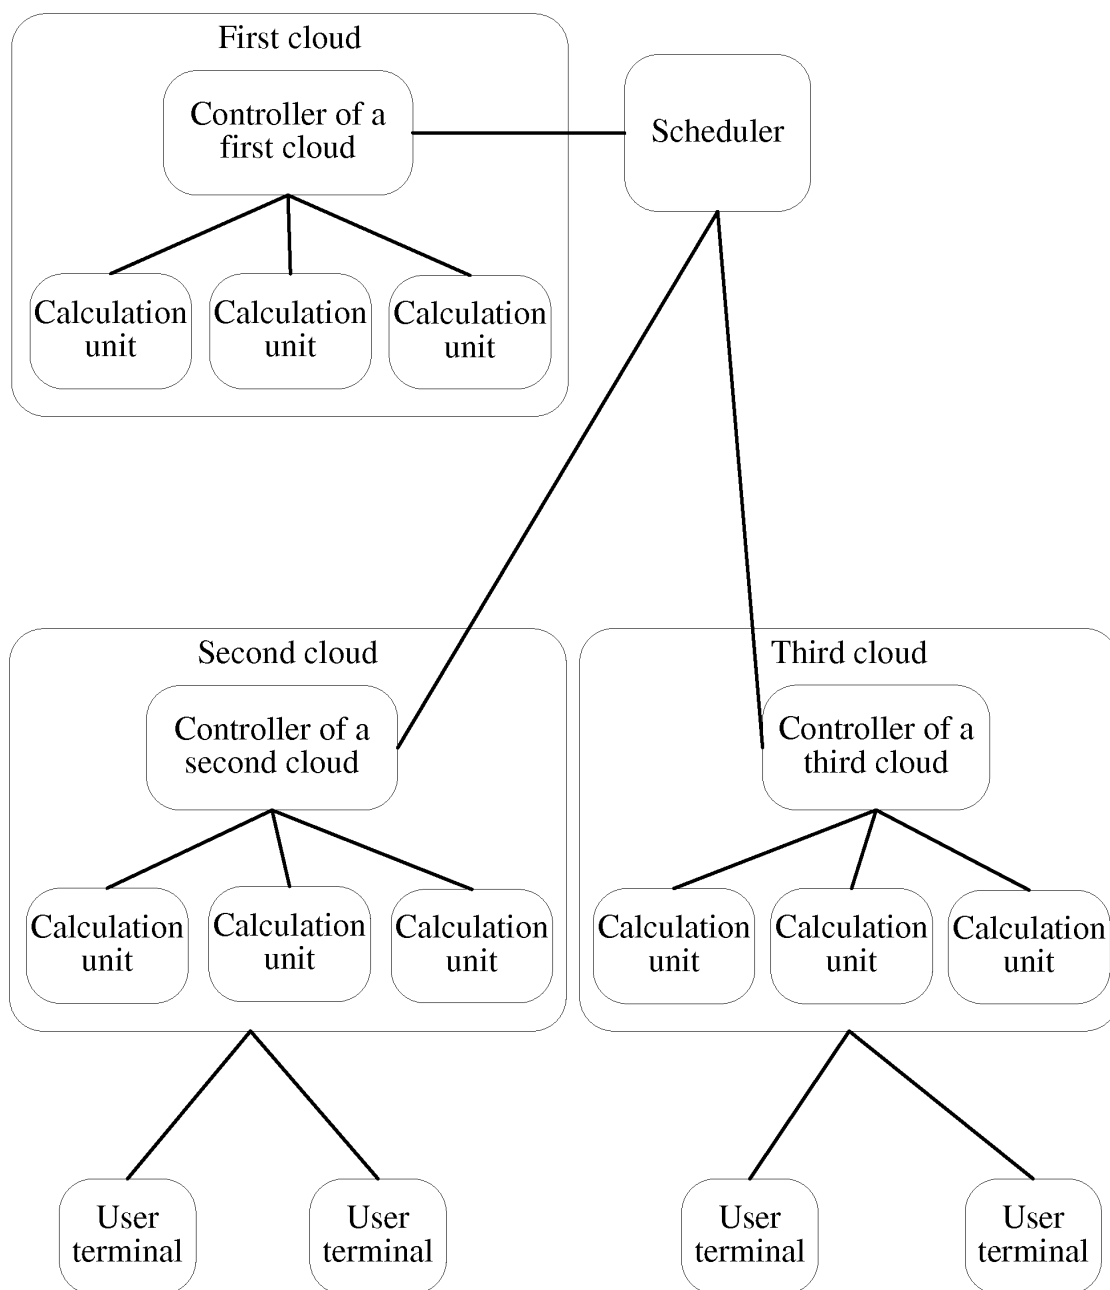 First cloud
Controller of a
first cloud
Scheduler
Calculation
unit
Calculation
unit
Calculation
unit
Second cloud
Controller of a
second cloud
Calculation
unit
Calculation
unit
Calculation
unit
Third cloud
Controller of a
third cloud
Calculation
unit
Calculation
unit
Calculation
unit
User
terminal
User
terminal
User
terminal
User
terminal